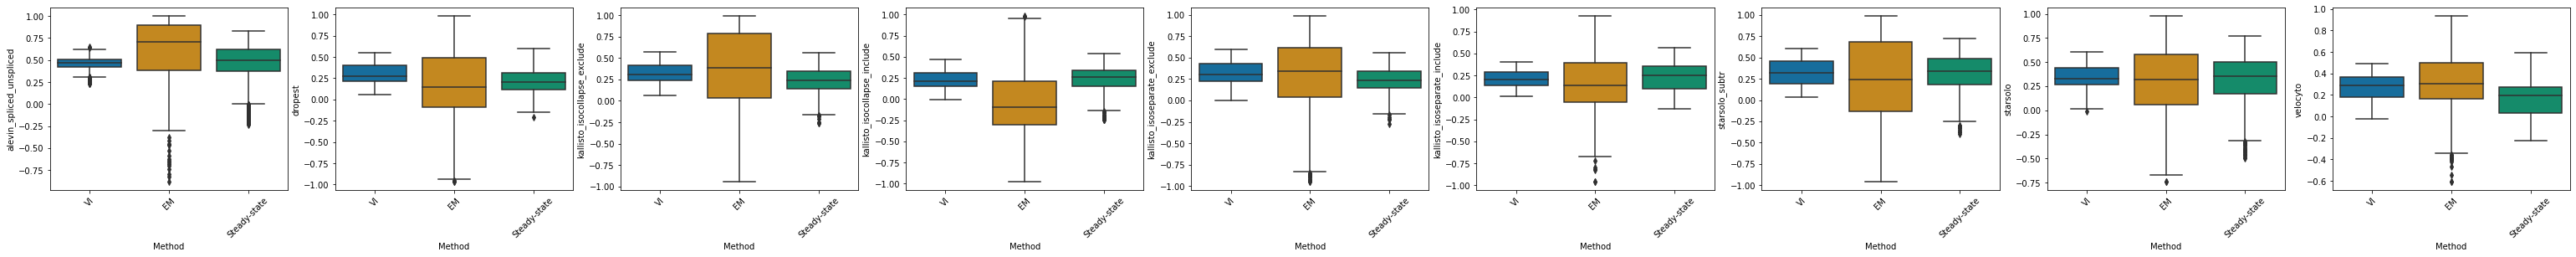 alevin_spliced_unspliced
1.00
0.75
0.50
0.25
0.00
−0.25
−0.50
−0.75
VI
EM
Steady-state
Method
dropest
1.00
0.75
0.50
0.25
0.00
−0.25
−0.50
−0.75
−1.00
VI
EM
Steady-state
Method
kallisto_isocollapse_exclude
1.00
0.75
0.50
0.25
0.00
−0.25
−0.50
−0.75
−1.00
VI
EM
Steady-state
Method
kallisto_isocollapse_include
1.00
0.75
0.50
0.25
0.00
−0.25
−0.50
−0.75
−1.00
VI
EM
Steady-state
Method
kallisto_isoseparate_exclude
1.00
0.75
0.50
0.25
0.00
−0.25
−0.50
−0.75
−1.00
VI
EM
Steady-state
Method
kallisto_isoseparate_include
1.00
0.75
0.50
0.25
0.00
−0.25
−0.50
−0.75
−1.00
VI
EM
Steady-state
Method
starsolo_subtr
1.00
0.75
0.50
0.25
0.00
−0.25
−0.50
−0.75
−1.00
VI
EM
Steady-state
Method
starsolo
1.00
0.75
0.50
0.25
0.00
−0.25
−0.50
−0.75
VI
EM
Steady-state
Method
velocyto
1.0
0.8
0.6
0.4
0.2
0.0
−0.2
−0.4
−0.6
VI
EM
Steady-state
Method